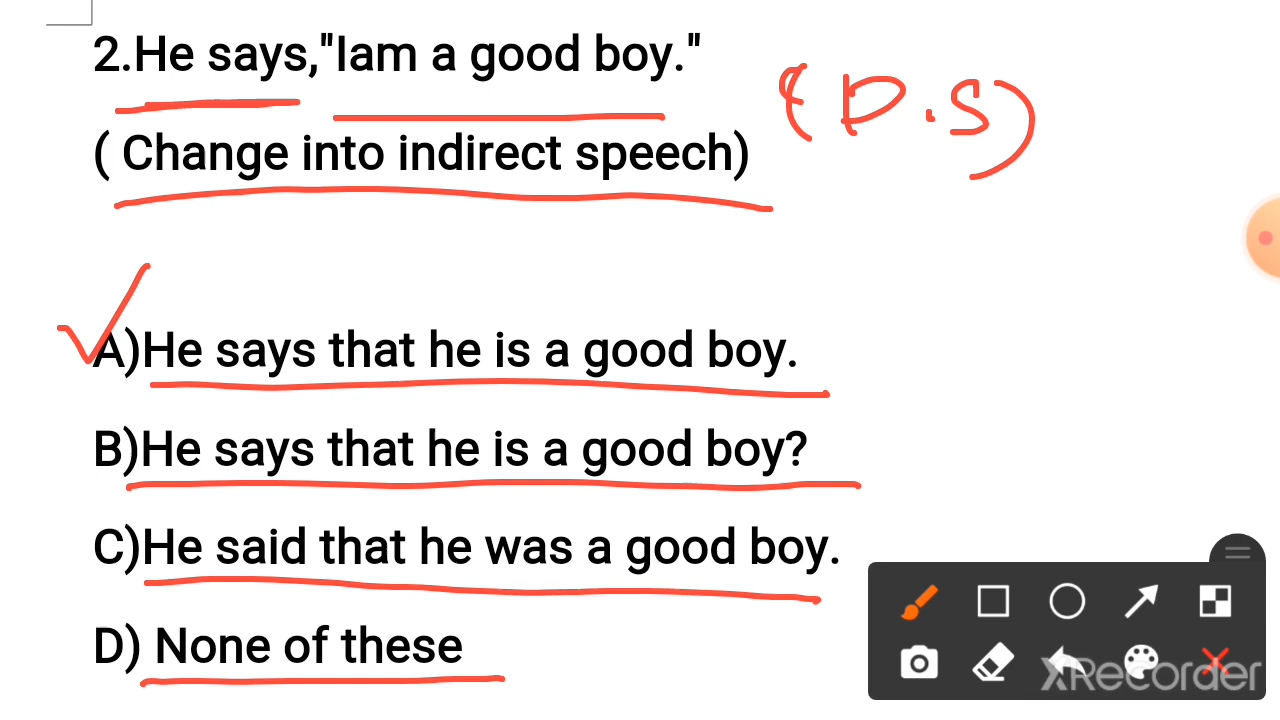 2.He says,"Iam a good boy."
(D.S)
( Change into indirect speech)
A)He says that he is a good boy.
B)He says that he is a good boy?
C)He said that he was a good boy.
D) None of these
XRecorder